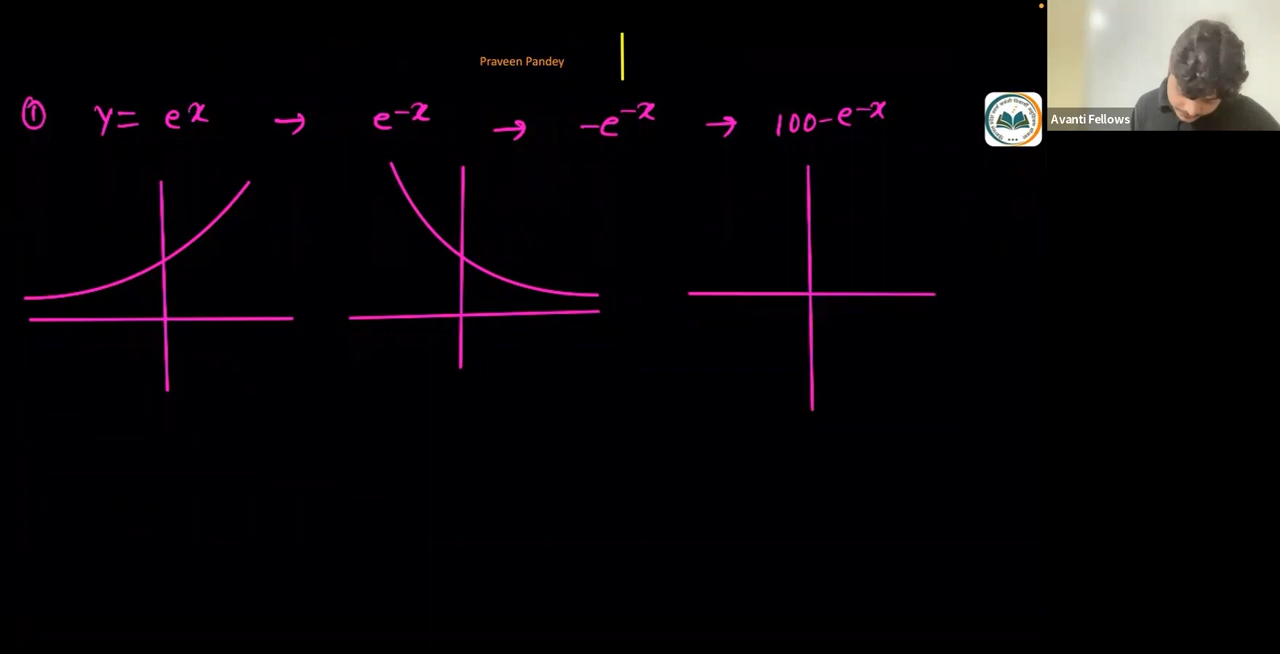 Praveen Pandey
① y = e^x → e^-x → -e^-x → 100-e^-x
Avanti Fellows